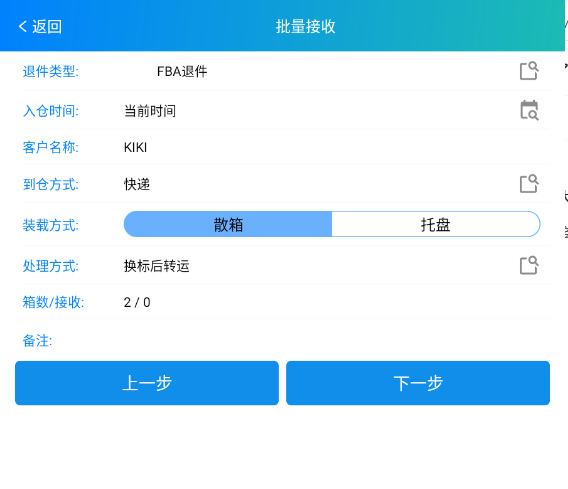 返回
批量接收
退件类型: FBA退件
入仓时间: 当前时间
客户名称: KIKI
到仓方式: 快递
装载方式: 散箱 托盘
处理方式: 换标后转运
箱数/接收: 2 / 0
备注:
上一步 下一步